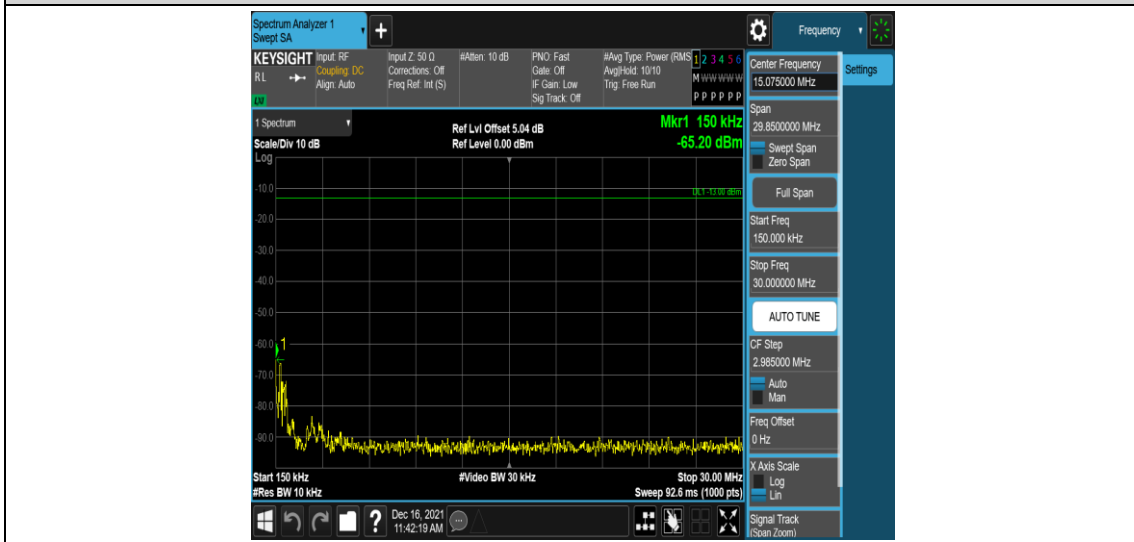 Spectrum Analyzer 1
Swept SA
+
Frequency
KEYSIGHT
RL
Input: RF
Coupling: DC
Align: Auto
Input Z: 50 Ω
Corrections: Off
Freq Ref: Int (S)
#Atten: 10 dB
PNO: Fast
Gate: Off
IF Gain: Low
Sig Track: Off
#Avg Type: Power (RMS
Avg|Hold: 10/10
Trig: Free Run
1 2 3 4 5 6
M W W W W W
P P P P P P
1 Spectrum
Scale/Div 10 dB
Log
Ref Lvl Offset 5.04 dB
Ref Level 0.00 dBm
Mkr1 150 kHz
-65.20 dBm
DL1 -13.00 dBm
-10.0
-20.0
-30.0
-40.0
-50.0
-60.0
1
-70.0
-80.0
-90.0
Start 150 kHz
#Res BW 10 kHz
#Video BW 30 kHz
Stop 30.00 MHz
Sweep 92.6 ms (1000 pts)
Center Frequency
15.075000 MHz
Settings
Span
29.8500000 MHz
Swept Span
Zero Span
Full Span
Start Freq
150.000 kHz
Stop Freq
30.000000 MHz
AUTO TUNE
CF Step
2.985000 MHz
Auto
Man
Freq Offset
0 Hz
X Axis Scale
Log
Lin
Signal Track
(Span Zoom)
?
Dec 16, 2021
11:42:19 AM